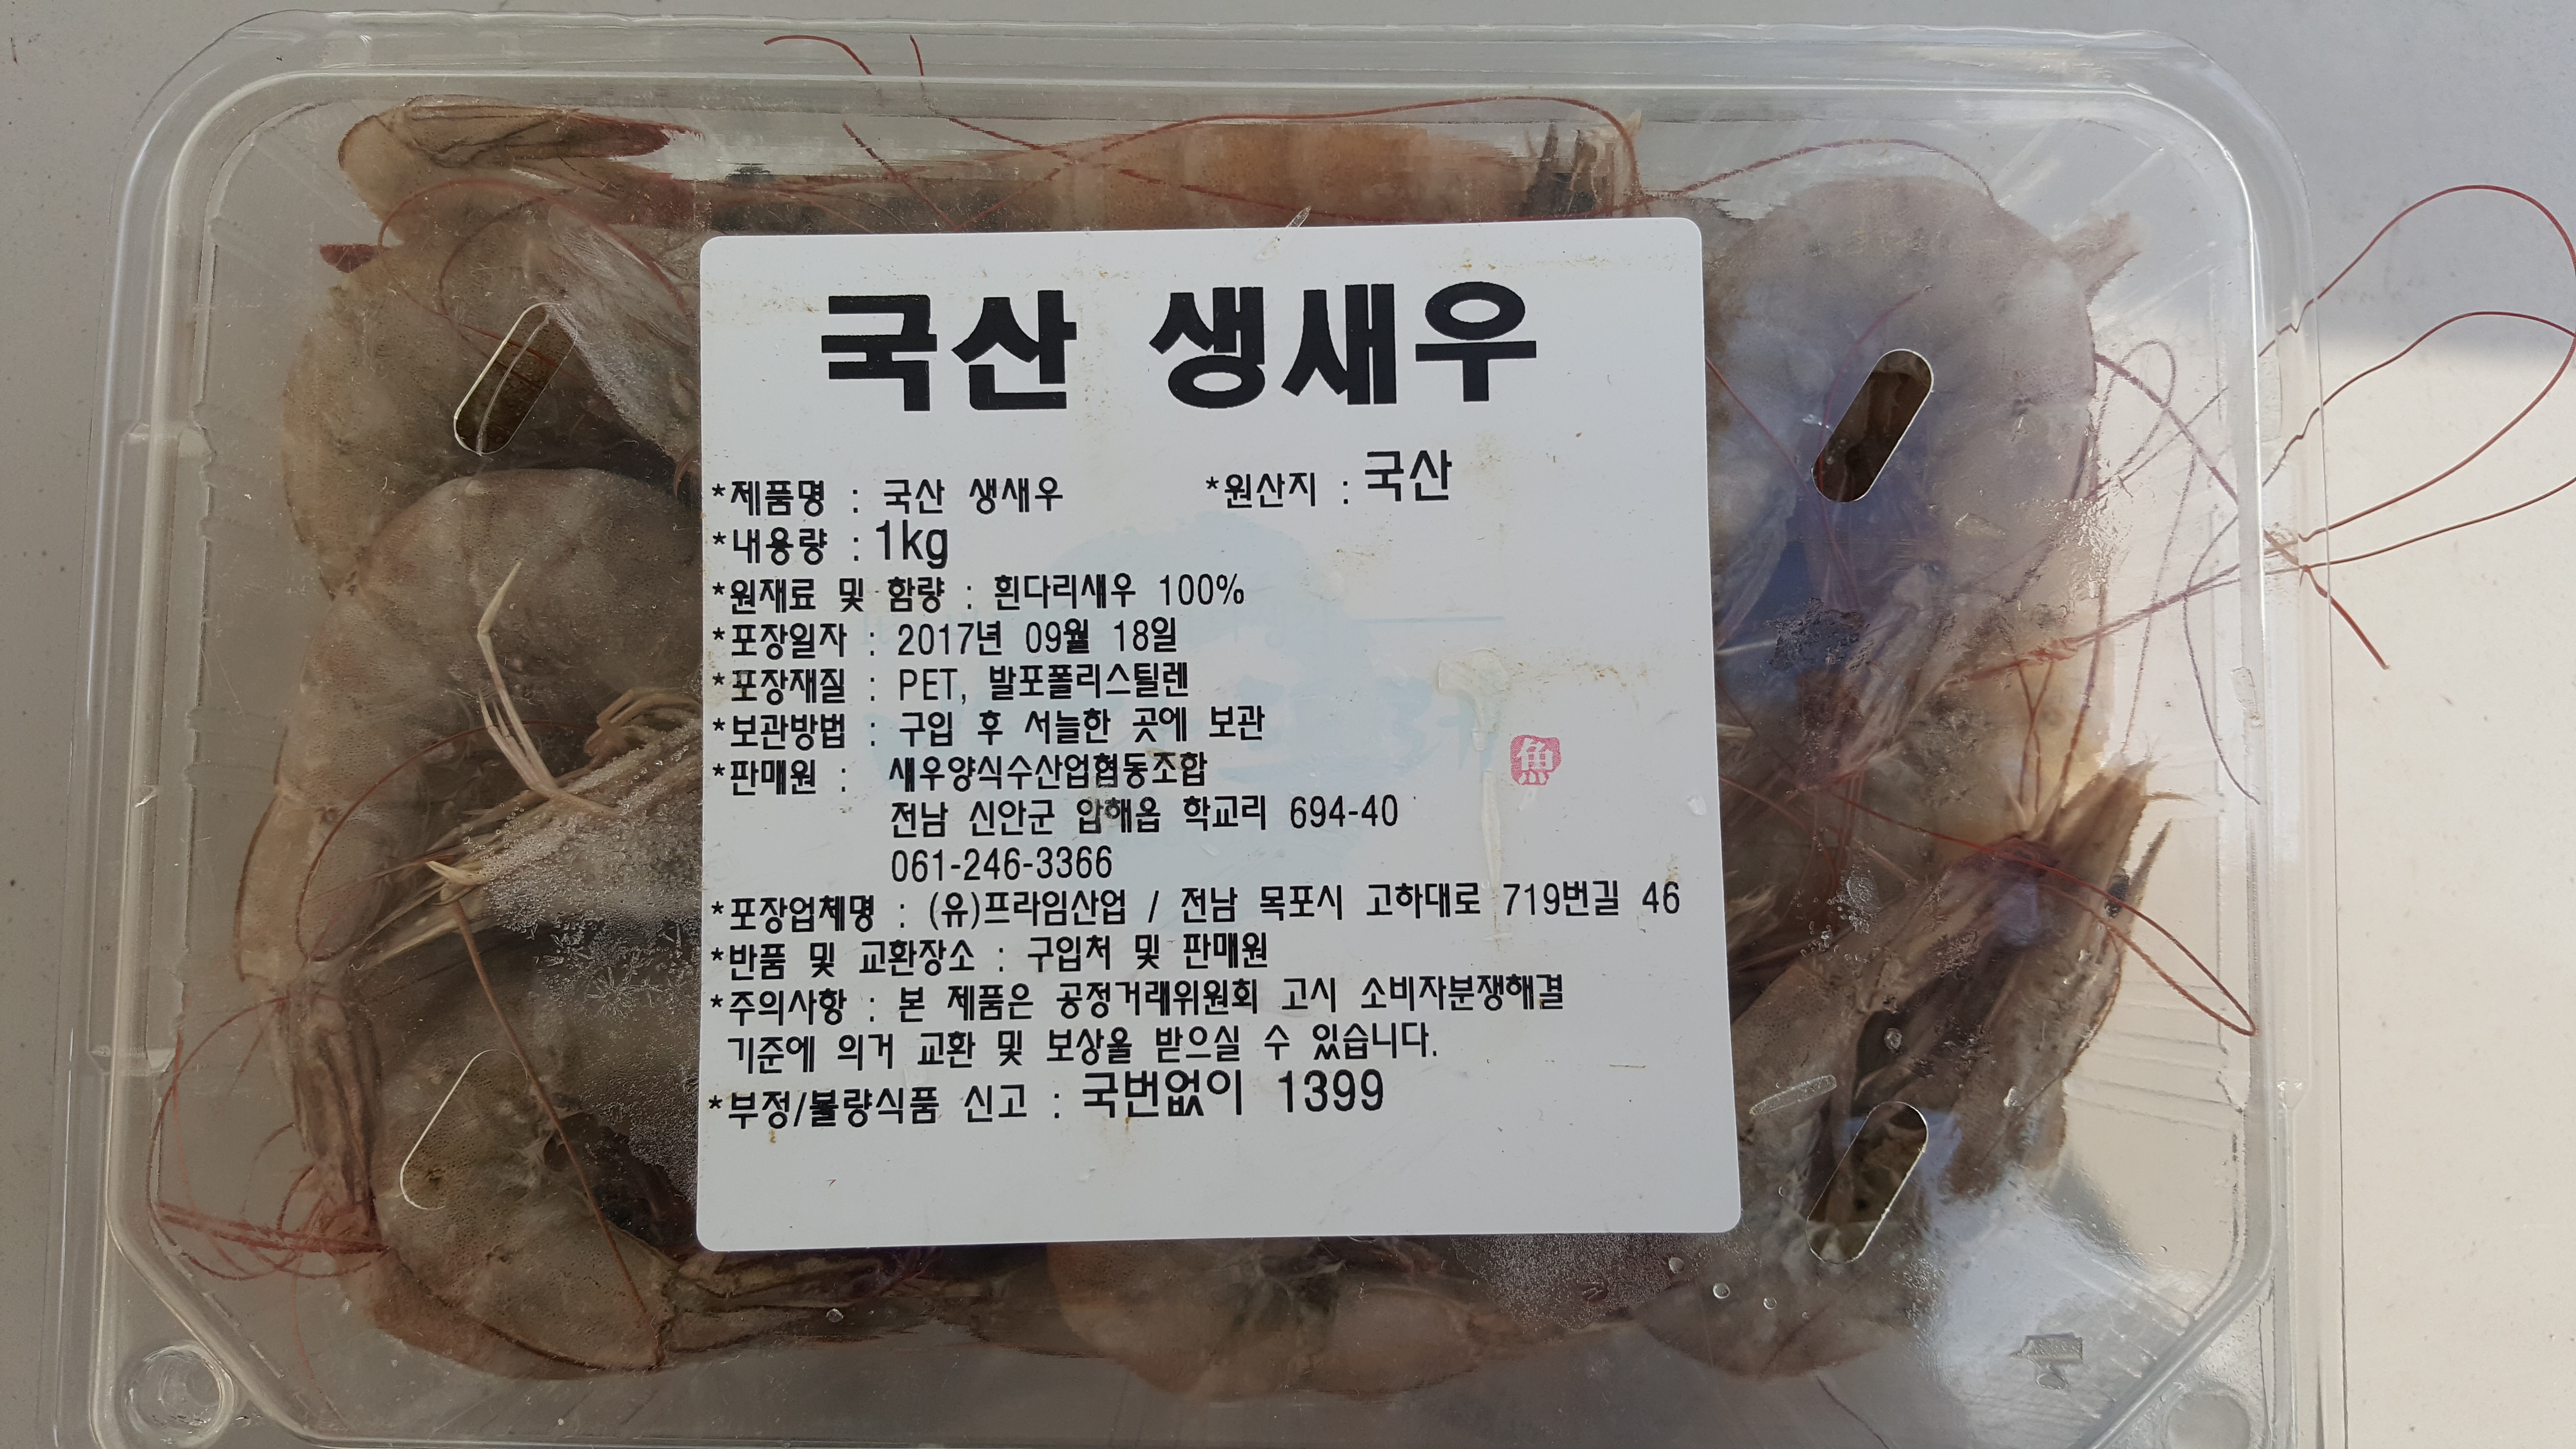 국산 생새우
*제품명 : 국산 생새우 *원산지 : 국산
*내용량 : 1kg
*원재료 및 함량 : 흰다리새우 100%
*포장일자 : 2017년 09월 18일
*포장재질 : PET, 발포폴리스틸렌
*보관방법 : 구입 후 서늘한 곳에 보관
*판매원 : 새우양식수산업협동조합
전남 신안군 압해읍 학교리 694-40
061-246-3366
*포장업체명 : (유)프라임산업 / 전남 목포시 고하대로 719번길 46
*반품 및 교환장소 : 구입처 및 판매원
*주의사항 : 본 제품은 공정거래위원회 고시 소비자분쟁해결
기준에 의거 교환 및 보상을 받으실 수 있습니다.
*부정/불량식품 신고 : 국번없이 1399
魚